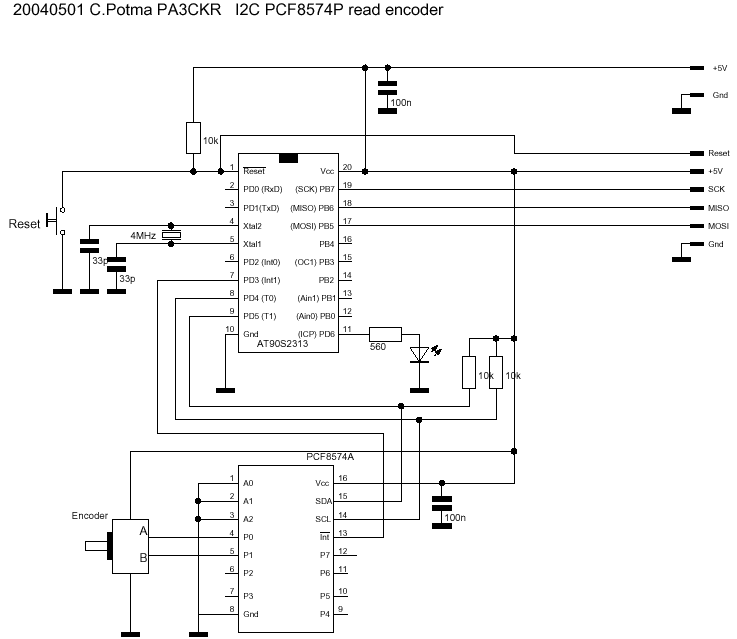 20040501 C.Potma PA3CKR I2C PCF8574P read encoder
+5V
100n
Gnd
10k
Reset
1 Reset Vcc 20 +5V
2 PD0 (RxD) (SCK) PB7 19 SCK
3 PD1(TxD) (MISO) PB6 18 MISO
Reset
4 Xtal2 (MOSI) PB5 17 MOSI
4MHz
5 Xtal1 PB4 16 Gnd
33p
6 PD2 (Int0) (OC1) PB3 15
33p
7 PD3 (Int1) PB2 14
8 PD4 (T0) (Ain1) PB1 13
9 PD5 (T1) (Ain0) PB0 12
10 Gnd (ICP) PD6 11
560
AT90S2313
10k 10k
PCF8574A
1 A0 Vcc 16
2 A1 SDA 15
3 A2 SCL 14
100n
Encoder
A
4 P0 Int 13
B
5 P1 P7 12
6 P2 P6 11
7 P3 P5 10
8 Gnd P4 9